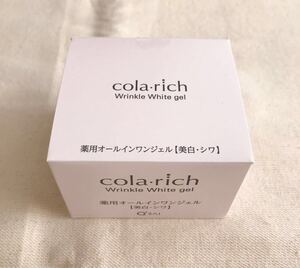 cola·rich
Wrinkle White gel
薬用オールインワンジェル【美白・シワ】
cola·rich
Wrinkle White gel
薬用オールインワンジェル
【美白・シワ】
Q'SAI